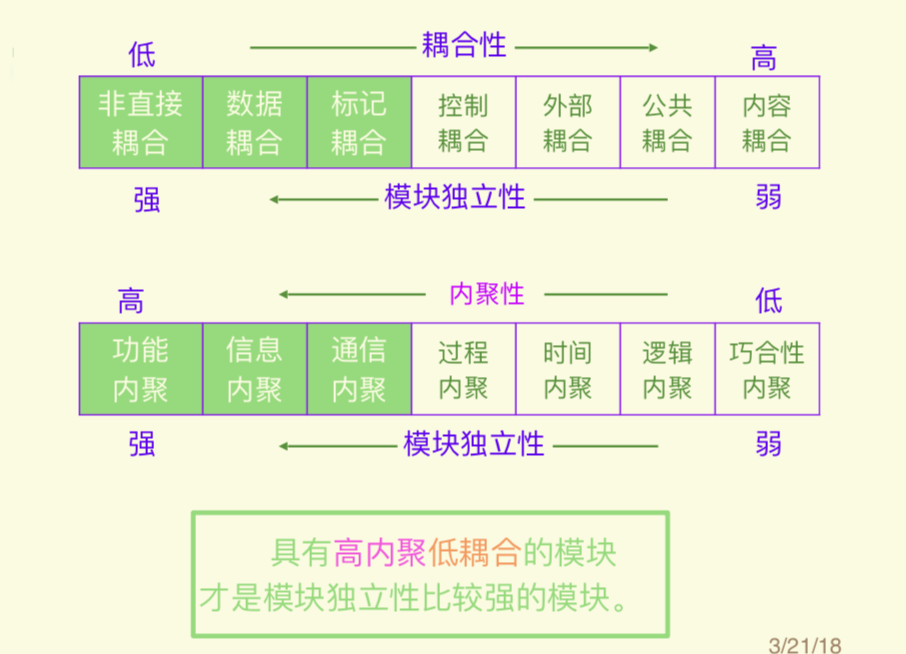 耦合性
低 高
非直接 数据 标记 控制 外部 公共 内容
耦合 耦合 耦合 耦合 耦合 耦合 耦合
强 模块独立性 弱
内聚性
高 低
功能 信息 通信 过程 时间 逻辑 巧合性
内聚 内聚 内聚 内聚 内聚 内聚 内聚
强 模块独立性 弱
具有高内聚低耦合的模块
才是模块独立性比较强的模块。
3/21/18